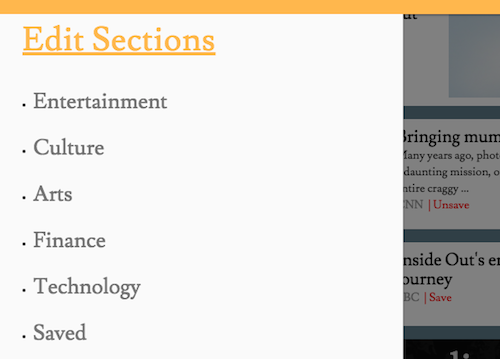 Edit Sections
Entertainment
Culture
Arts
Finance
Technology
Saved
Bringing mum
Many years ago, phot
daunting mission, o
ntire craggy ...
NN | Unsave
nside Out's e
ourney
BC | Save